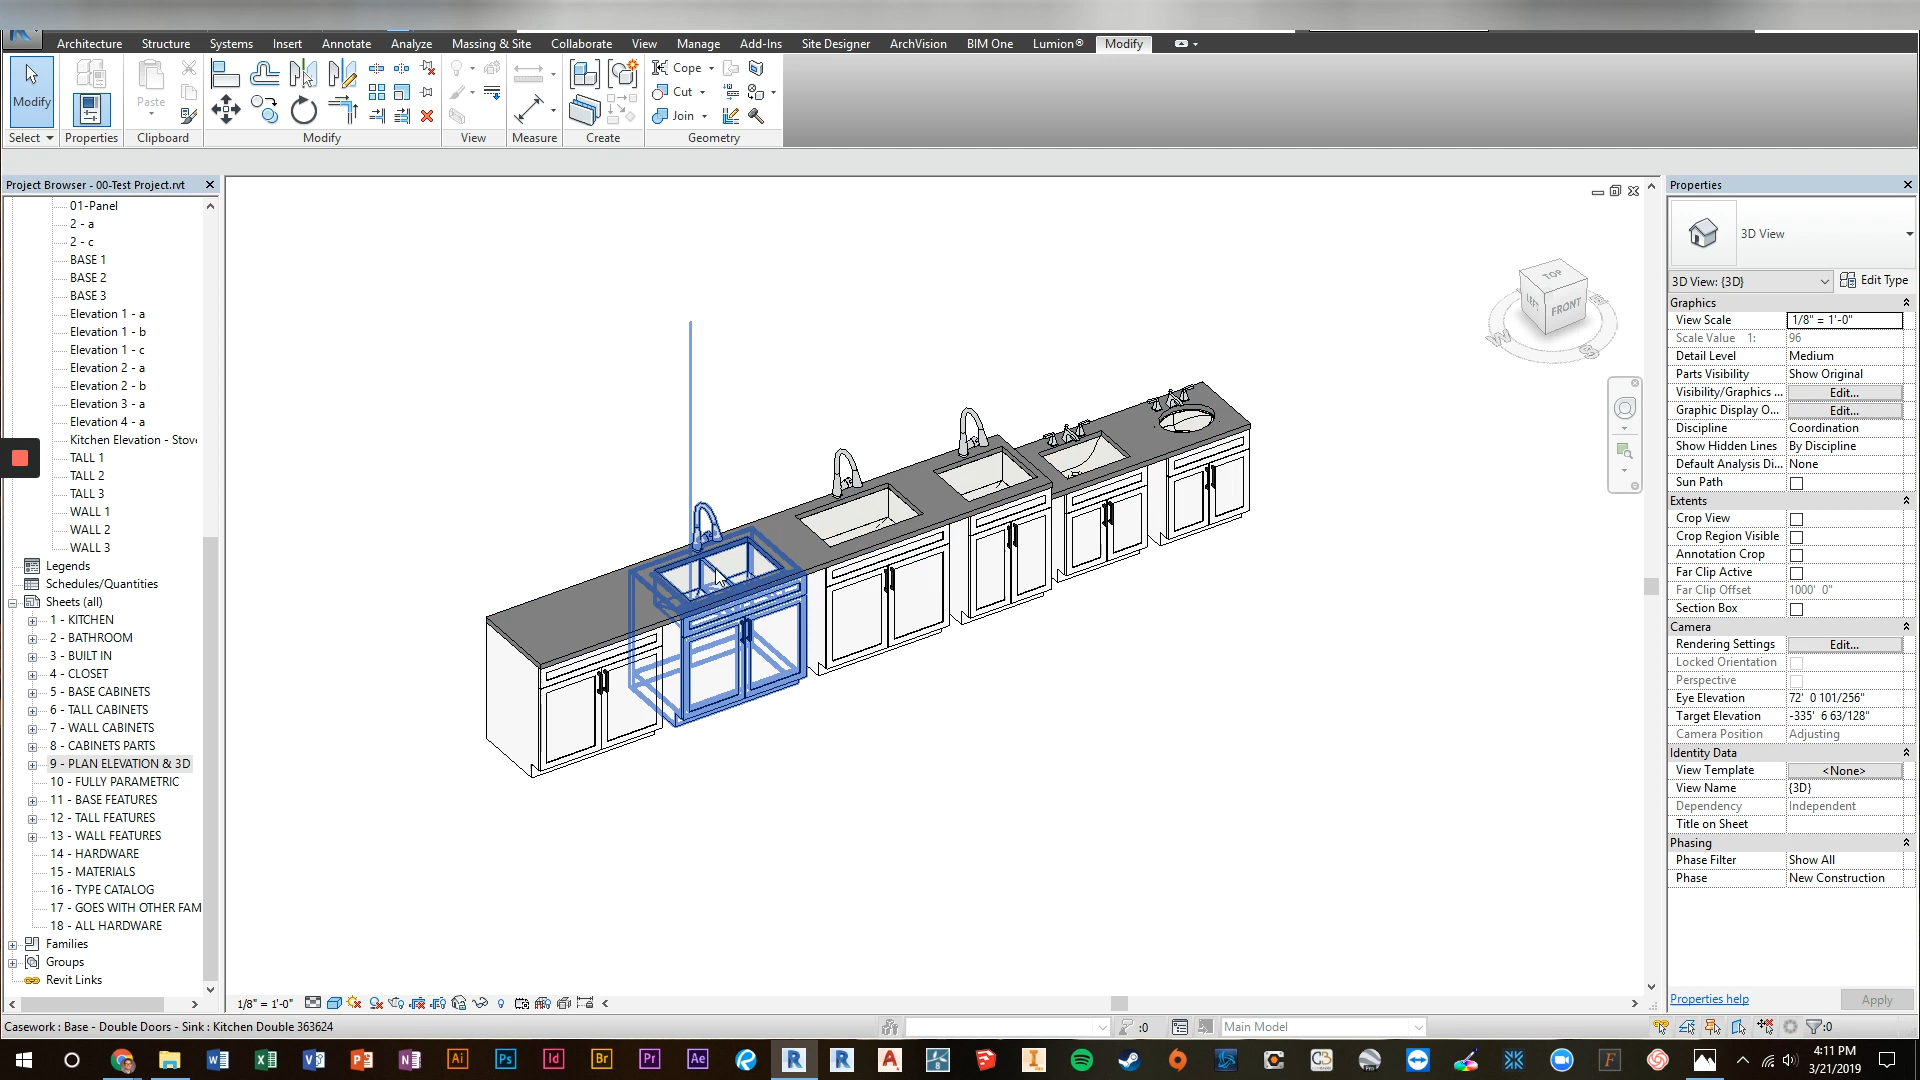 Architecture Structure Systems Insert Annotate Analyze Massing & Site Collaborate View Manage Add-Ins Site Designer ArchVision BIM One Lumion® Modify
Modify
Paste
Cope
Cut
Join
Select Properties Clipboard Modify View Measure Create Geometry
Project Browser - 00-Test Project.rvt
01-Panel
2 - a
2 - c
BASE 1
BASE 2
BASE 3
Elevation 1 - a
Elevation 1 - b
Elevation 1 - c
Elevation 2 - a
Elevation 2 - b
Elevation 3 - a
Elevation 4 - a
Kitchen Elevation - Stov
TALL 1
TALL 2
TALL 3
WALL 1
WALL 2
WALL 3
Legends
Schedules/Quantities
Sheets (all)
1 - KITCHEN
2 - BATHROOM
3 - BUILT IN
4 - CLOSET
5 - BASE CABINETS
6 - TALL CABINETS
7 - WALL CABINETS
8 - CABINETS PARTS
9 - PLAN ELEVATION & 3D
10 - FULLY PARAMETRIC
11 - BASE FEATURES
12 - TALL FEATURES
13 - WALL FEATURES
14 - HARDWARE
15 - MATERIALS
16 - TYPE CATALOG
17 - GOES WITH OTHER FAM
18 - ALL HARDWARE
Families
Groups
Revit Links
TOP
LEFT FRONT
W S E
Properties
3D View
3D View: {3D} Edit Type
Graphics
View Scale 1/8" = 1'-0"
Scale Value 1: 96
Detail Level Medium
Parts Visibility Show Original
Visibility/Graphics ... Edit...
Graphic Display O... Edit...
Discipline Coordination
Show Hidden Lines By Discipline
Default Analysis Di... None
Sun Path
Extents
Crop View
Crop Region Visible
Annotation Crop
Far Clip Active
Far Clip Offset 1000' 0"
Section Box
Camera
Rendering Settings Edit...
Locked Orientation
Perspective
Eye Elevation 72' 0 101/256"
Target Elevation -335' 6 63/128"
Camera Position Adjusting
Identity Data
View Template <None>
View Name {3D}
Dependency Independent
Title on Sheet
Phasing
Phase Filter Show All
Phase New Construction
Properties help Apply
1/8" = 1'-0"
Casework : Base - Double Doors - Sink : Kitchen Double 363624
:0 Main Model :0
4:11 PM
3/21/2019